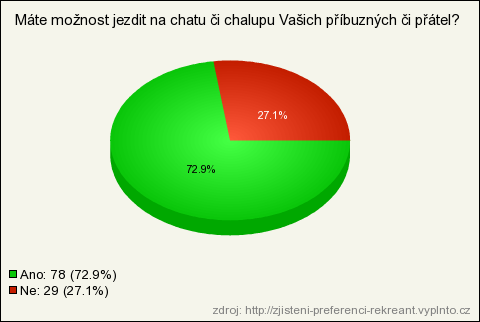 Máte možnost jezdit na chatu či chalupu Vašich příbuzných či přátel?
27.1%
72.9%
Ano: 78 (72.9%)
Ne: 29 (27.1%)
zdroj: http://zjisteni-preferenci-rekreant.vyplnto.cz